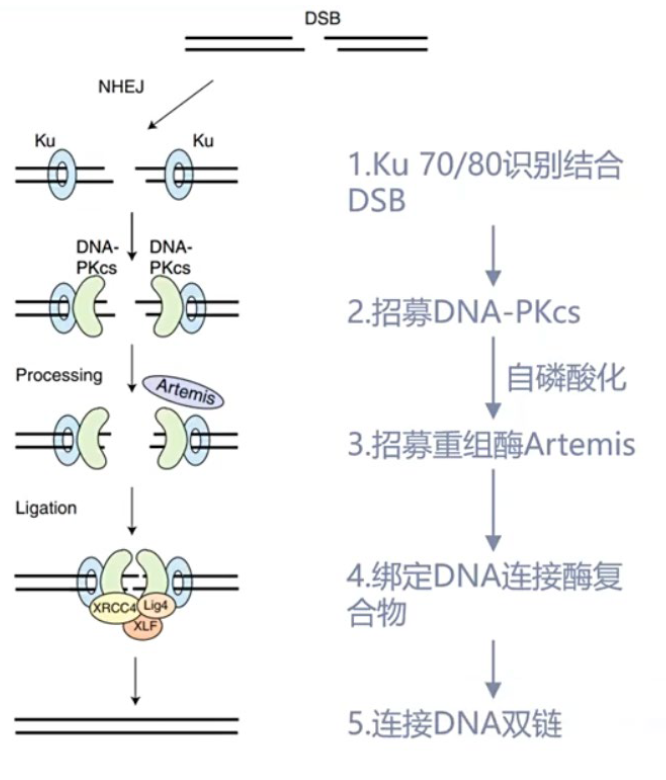 DSB
NHEJ
Ku
Ku
DNA-
PKcs
DNA-
PKcs
Processing
Artemis
Ligation
XRCC4
Lig4
XLF
1.Ku 70/80识别结合
DSB
2.招募DNA-PKcs
自磷酸化
3.招募重组酶Artemis
4.绑定DNA连接酶复
合物
5.连接DNA双链